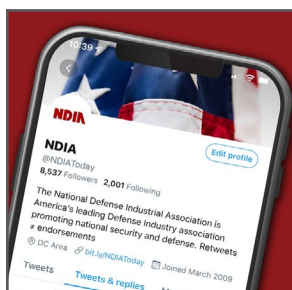 10:39
NDIA
Edit profile
NDIA
@NDIAToday
8,537 Followers 2,001 Following
The National Defense Industrial Association is
America's leading Defense Industry association
promoting national security and defense. Retweets
≠ endorsements
DC Area bit.ly/NDIAToday Joined March 2009
Tweets Tweets & replies